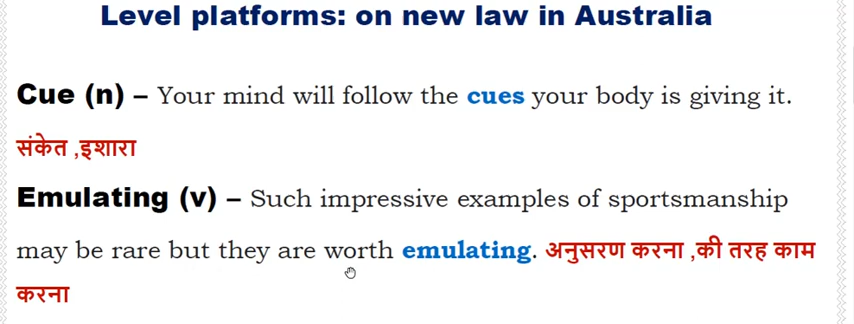 Level platforms: on new law in Australia
Cue (n) – Your mind will follow the cues your body is giving it.
संकेत ,इशारा
Emulating (v) – Such impressive examples of sportsmanship
may be rare but they are worth emulating. अनुसरण करना ,की तरह काम
करना